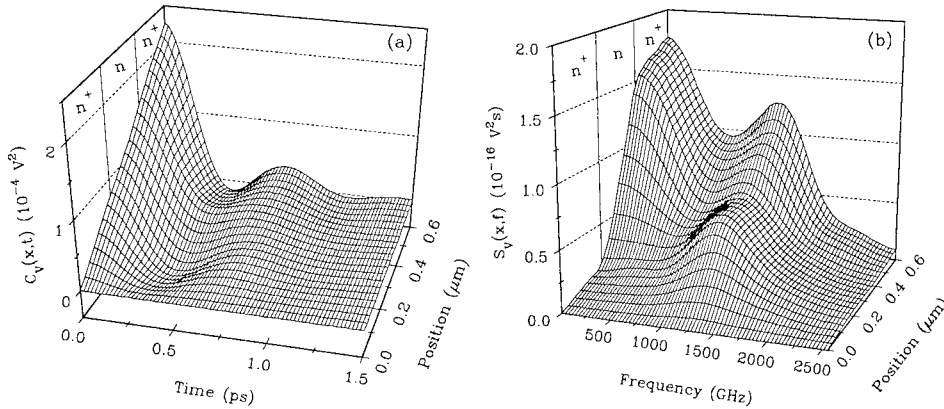 (a)
n+ n n+
C_v(x,t) (10^-4 V^2)
2
1
0
0.0 0.5 1.0 1.5
Time (ps)
0.0 0.2 0.4 0.6
Position (μm)
(b)
n+ n n+
S_v(x,f) (10^-16 V^2s)
2.0
1.5
1.0
0.5
0.0
500 1000 1500 2000 2500
Frequency (GHz)
0.0 0.2 0.4 0.6
Position (μm)